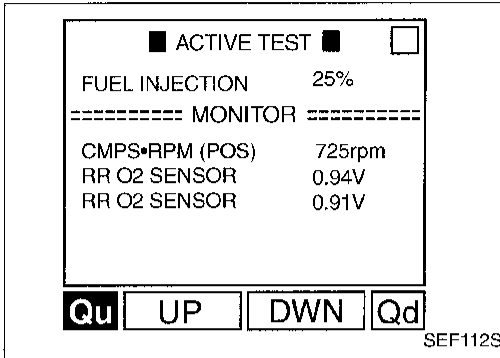 ■ ACTIVE TEST ■
FUEL INJECTION 25%
========= MONITOR =========
CMPS•RPM (POS) 725rpm
RR O2 SENSOR 0.94V
RR O2 SENSOR 0.91V
Qu UP DWN Qd
SEF112S